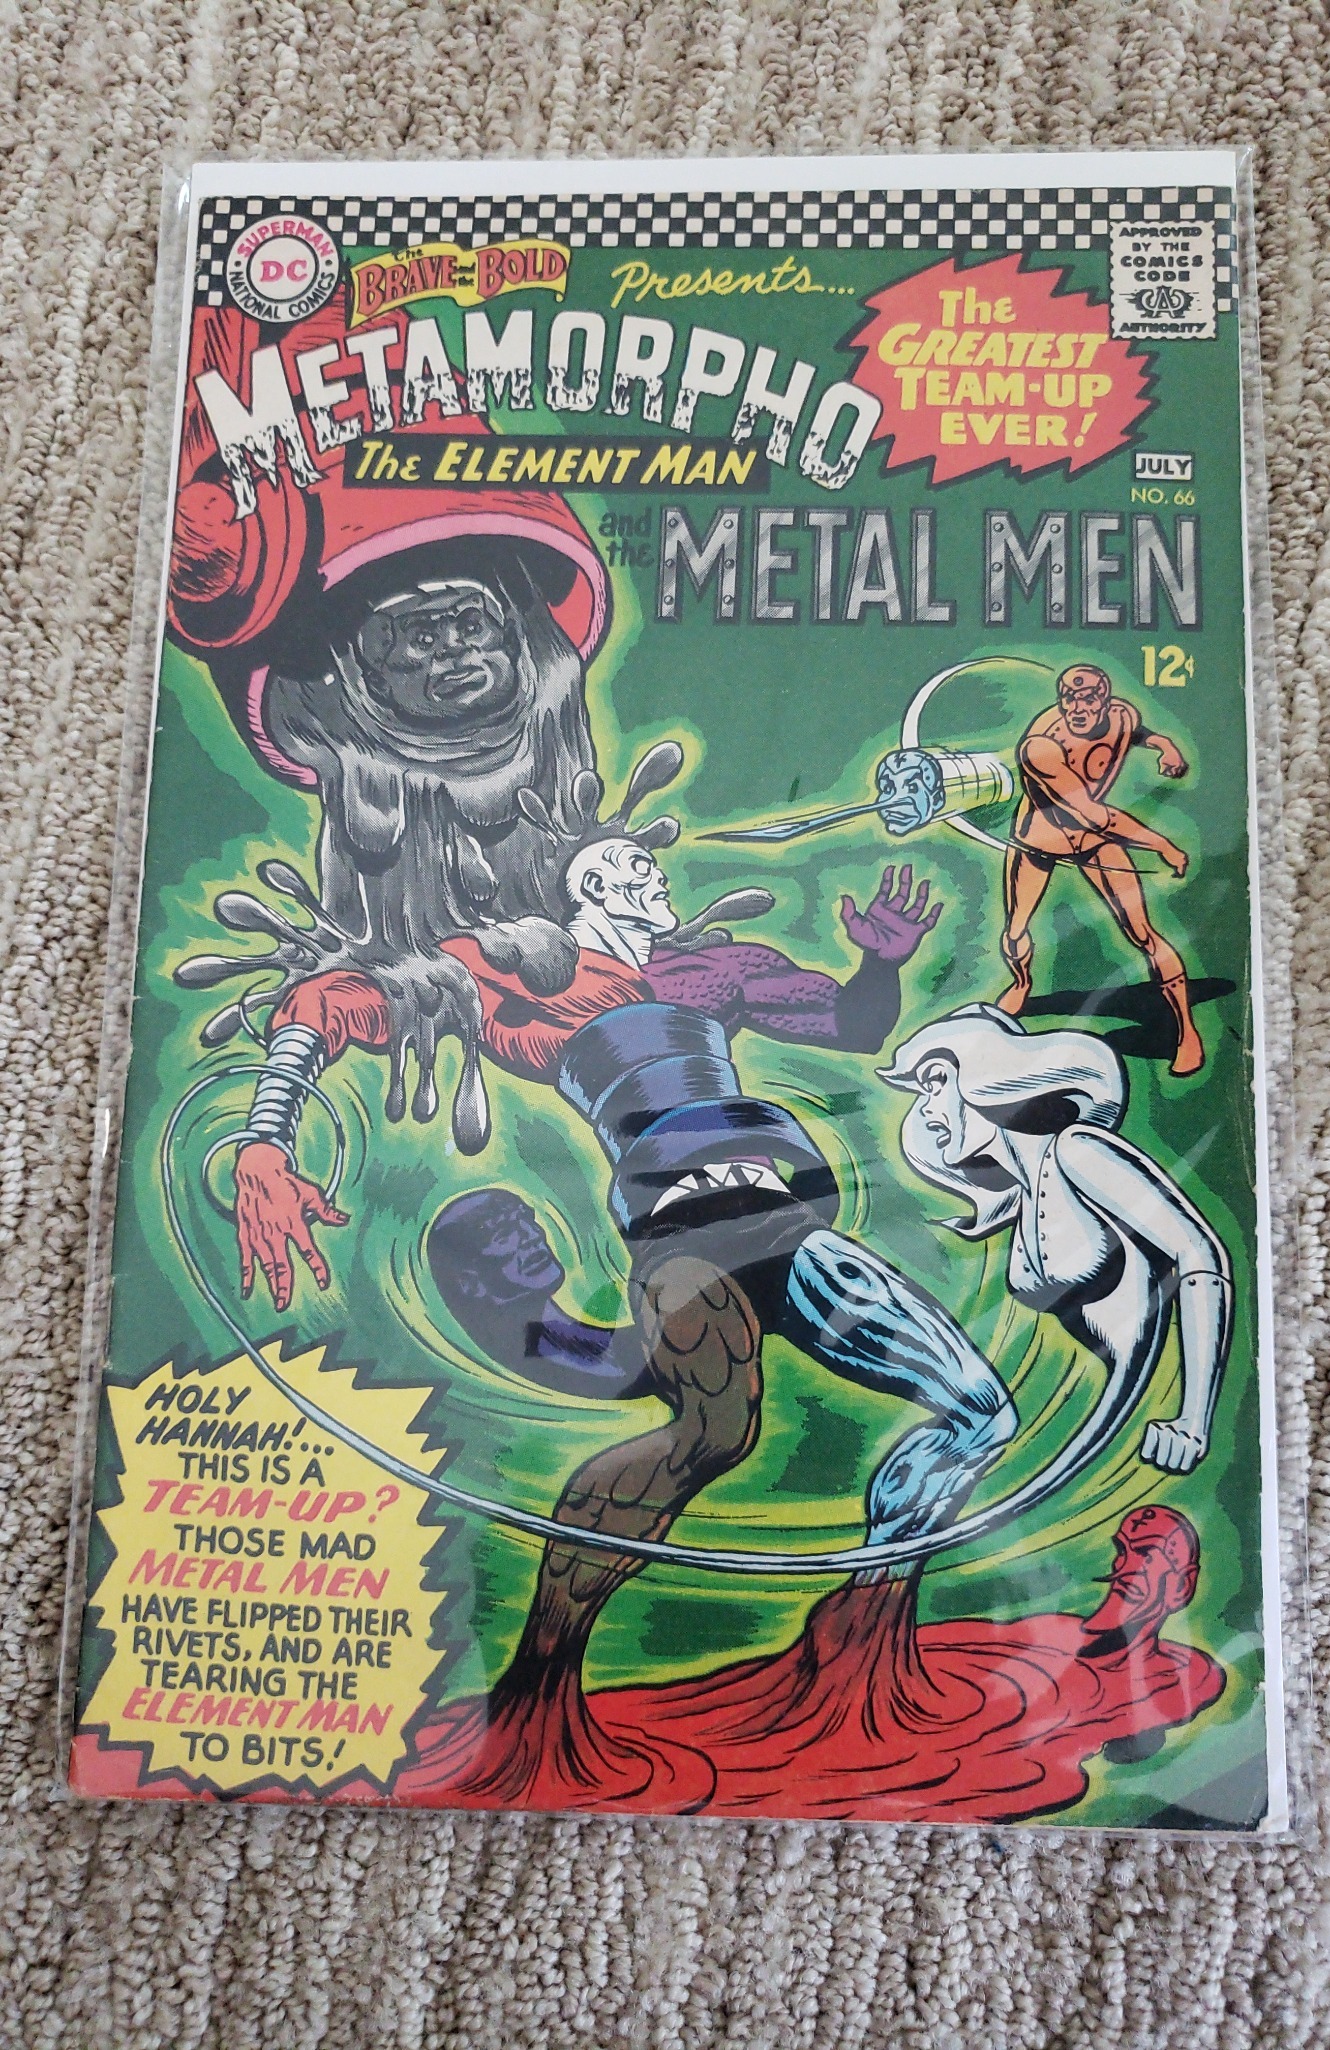 SUPERMAN
DC
NATIONAL COMICS
The
BRAVE and the BOLD
Presents...
METAMORPHO
The ELEMENT MAN
and the
METAL MEN
The
GREATEST
TEAM-UP
EVER!
APPROVED
BY THE
COMICS
CODE
CA
AUTHORITY
JULY
NO. 66
12¢
HOLY
HANNAH!...
THIS IS A
TEAM-UP?
THOSE MAD
METAL MEN
HAVE FLIPPED THEIR
RIVETS, AND ARE
TEARING THE
ELEMENT MAN
TO BITS!